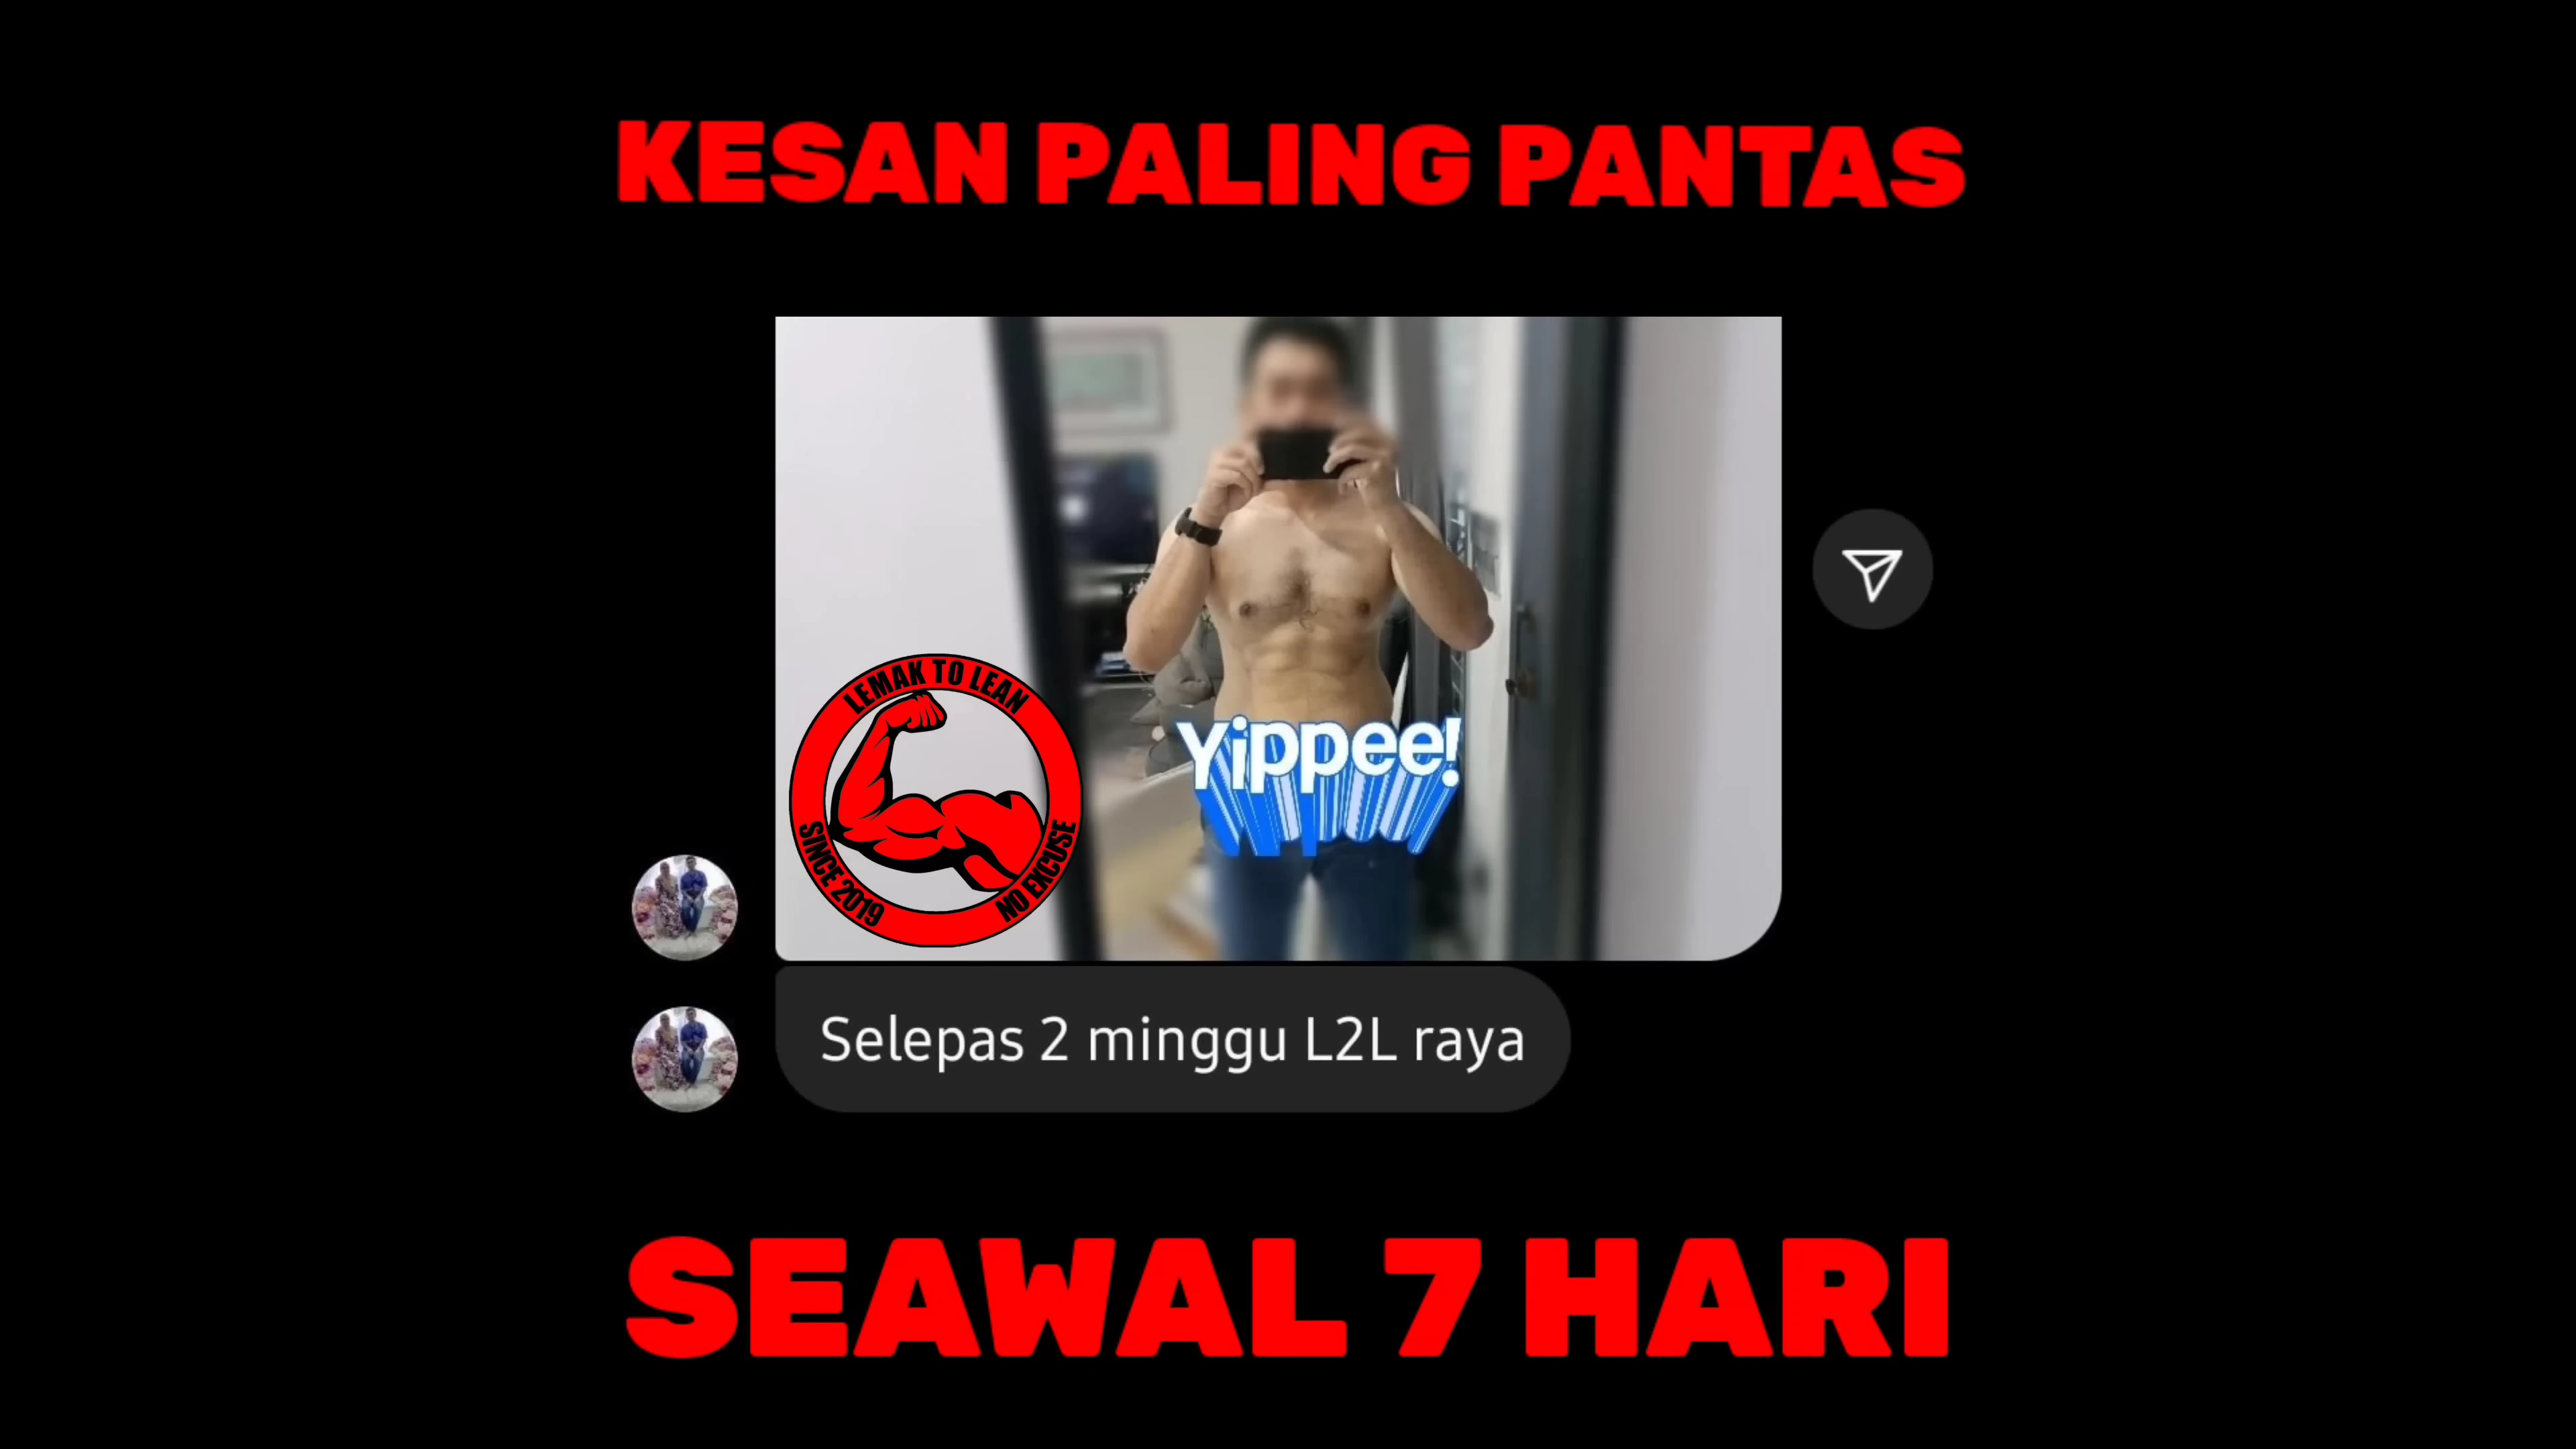 KESAN PALING PANTAS
LEMAK TO LEAN
SINCE 2019
NO EXCUSE
Yippee!
Selepas 2 minggu L2L raya
SEAWAL 7 HARI